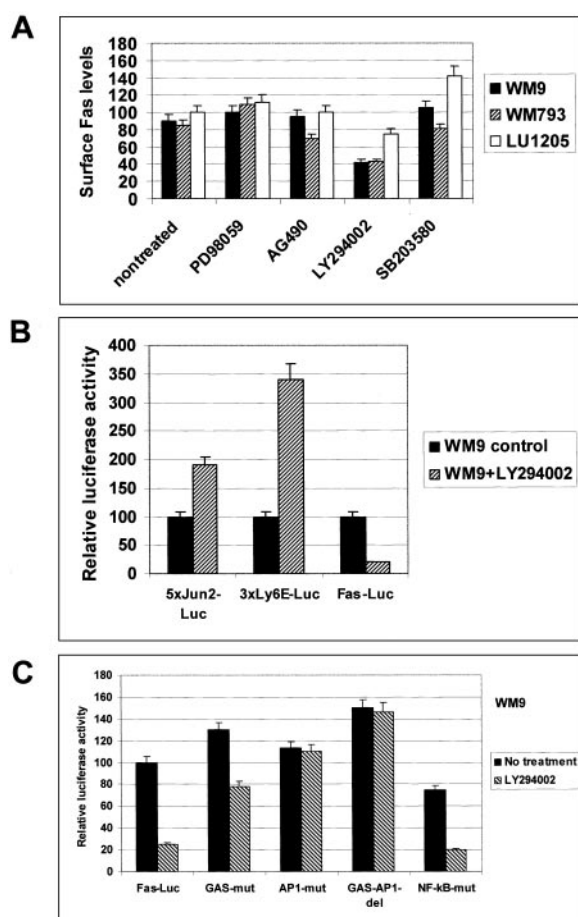 A
Surface Fas levels
180
160
140
120
100
80
60
40
20
0
nontreated
PD98059
AG490
LY294002
SB203580
WM9
WM793
LU1205
B
Relative luciferase activity
400
350
300
250
200
150
100
50
0
5xJun2-
Luc
3xLy6E-Luc
Fas-Luc
WM9 control
WM9+LY294002
C
Relative luciferase activity
180
160
140
120
100
80
60
40
20
0
Fas-Luc
GAS-mut
AP1-mut
GAS-AP1-
del
NF-kB-mut
WM9
No treatment
LY294002